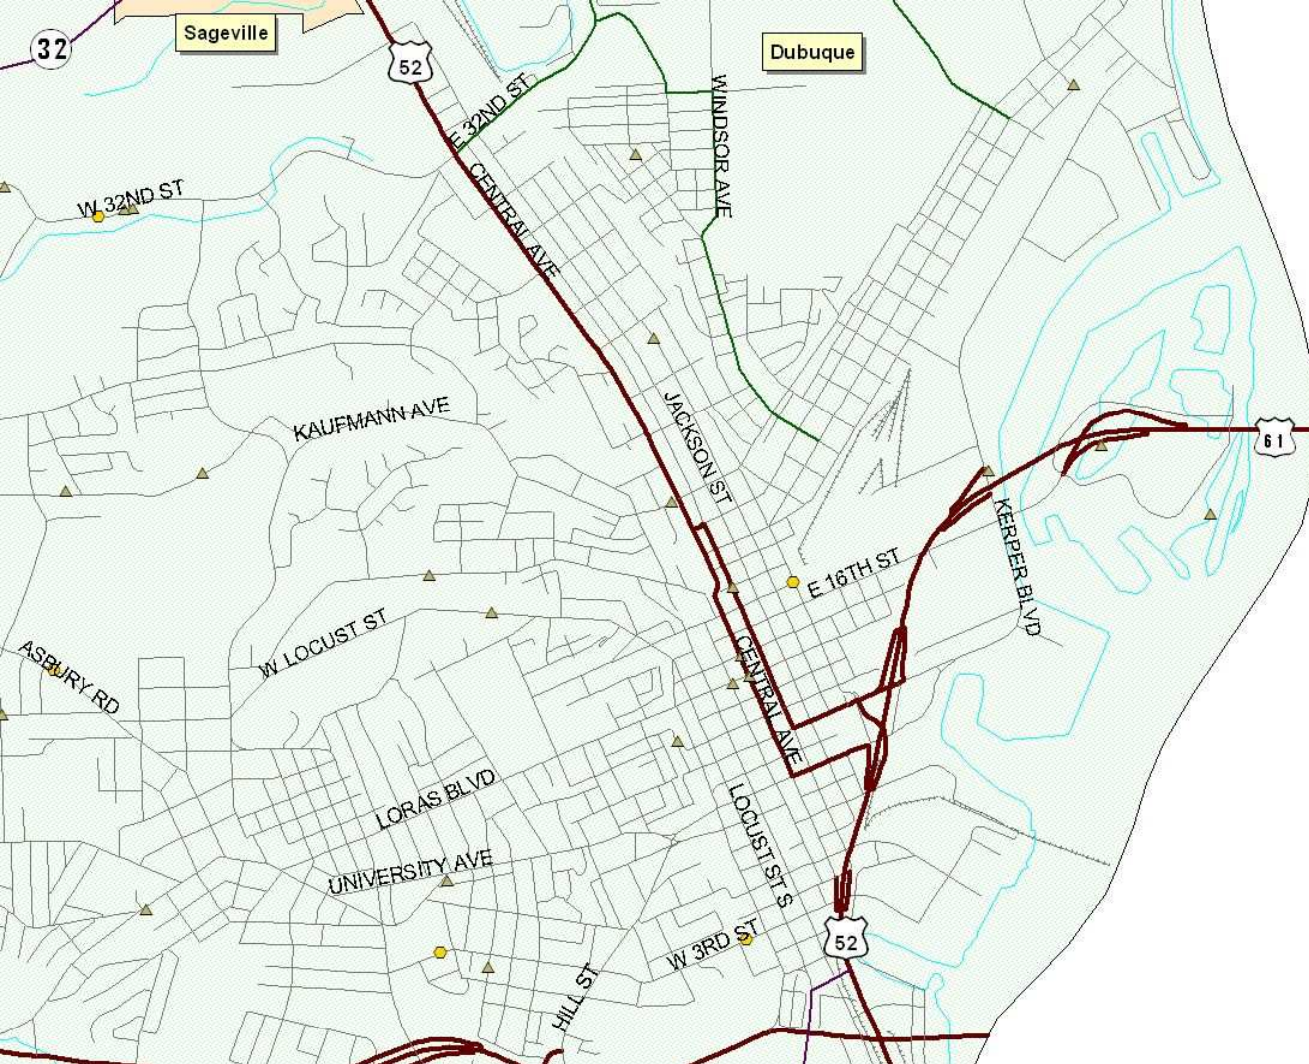 Sageville
32
52
Dubuque
E 32ND ST
WINDSOR AVE
W 32ND ST
CENTRAL AVE
KAUFMANN AVE
JACKSON ST
61
KERPER BLVD
E 16TH ST
W LOCUST ST
ASBURY RD
CENTRAL AVE
LORAS BLVD
LOCUST ST S
UNIVERSITY AVE
W 3RD ST
52
HILL ST